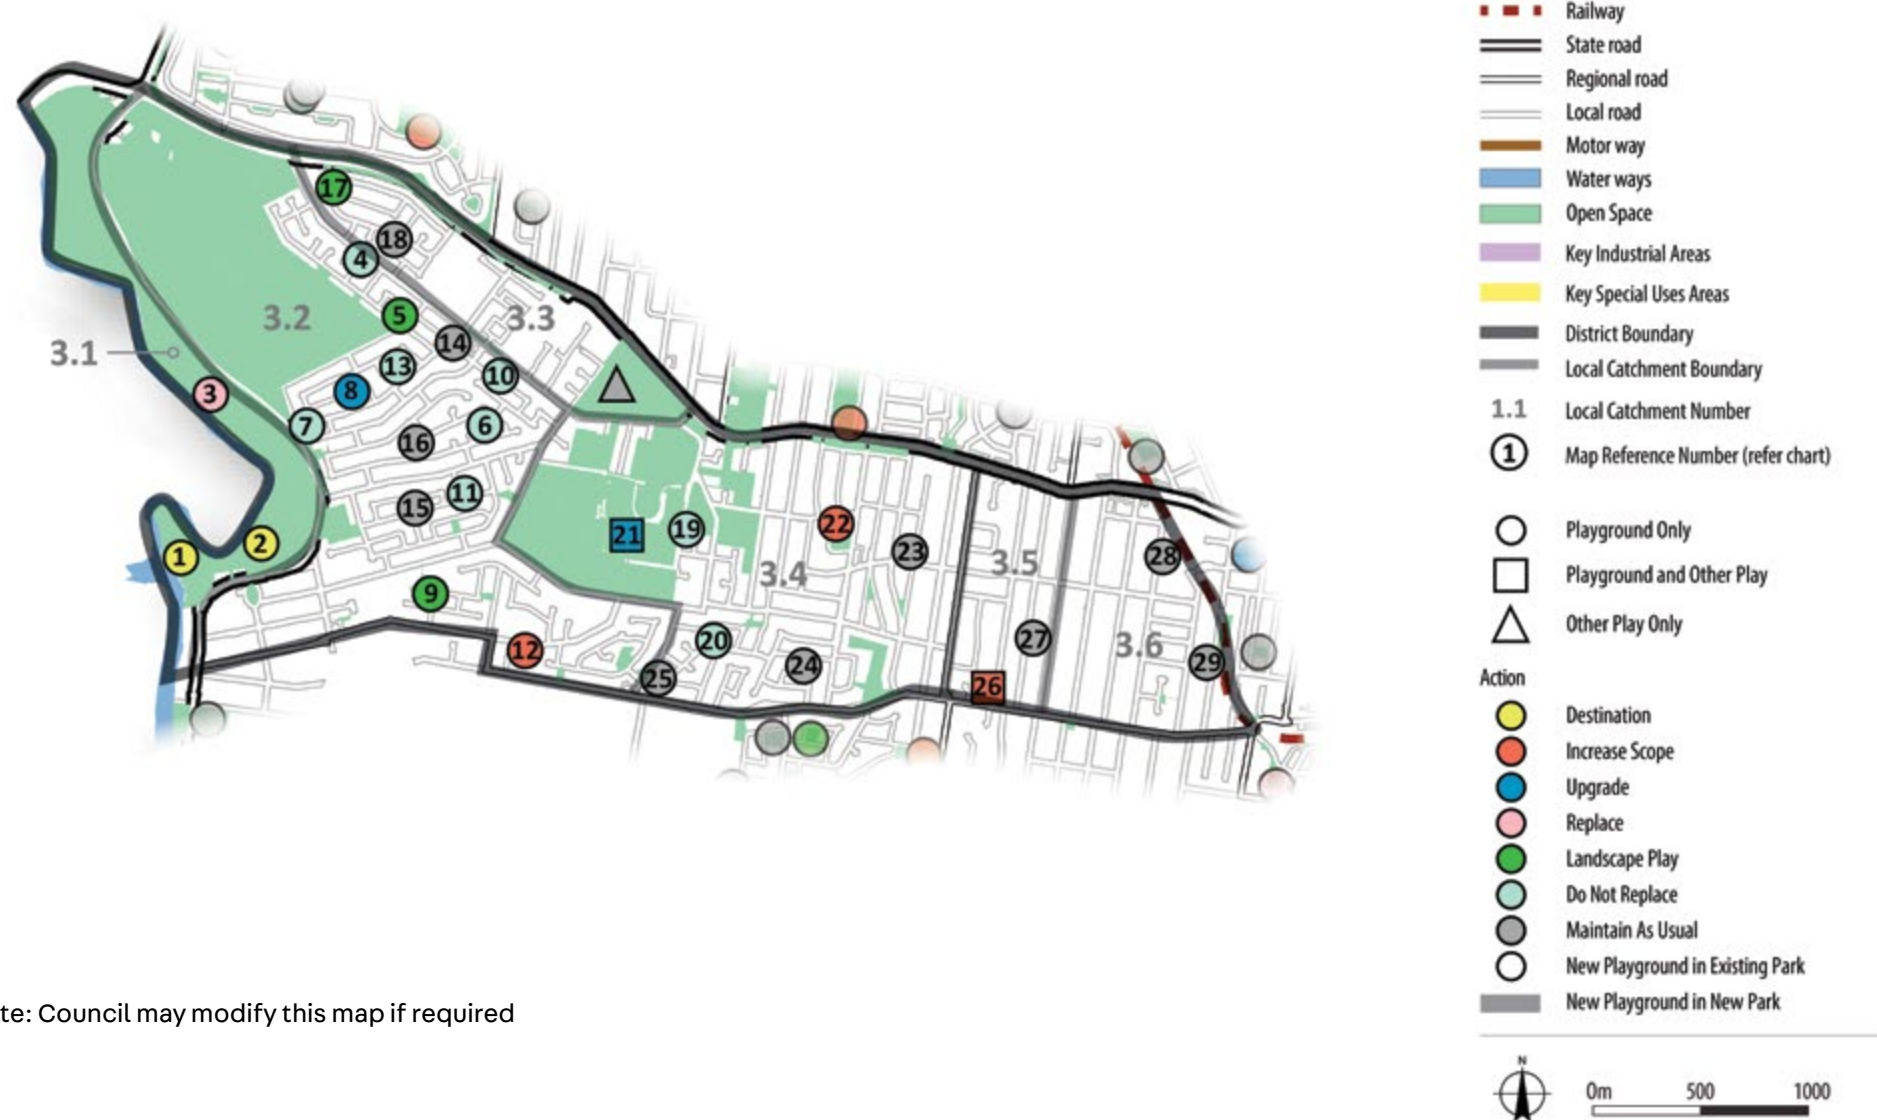 17
18
4
3.2
5
3.3
14
3.1
13
10
8
3
7
6
16
11
15
22
21
19
23
1
2
3.4
3.5
28
9
12
20
27
3.6
25
24
29
26
te: Council may modify this map if required
Railway
State road
Regional road
Local road
Motor way
Water ways
Open Space
Key Industrial Areas
Key Special Uses Areas
District Boundary
Local Catchment Boundary
1.1 Local Catchment Number
1 Map Reference Number (refer chart)
Playground Only
Playground and Other Play
Other Play Only
Action
Destination
Increase Scope
Upgrade
Replace
Landscape Play
Do Not Replace
Maintain As Usual
New Playground in Existing Park
New Playground in New Park
N
0m 500 1000